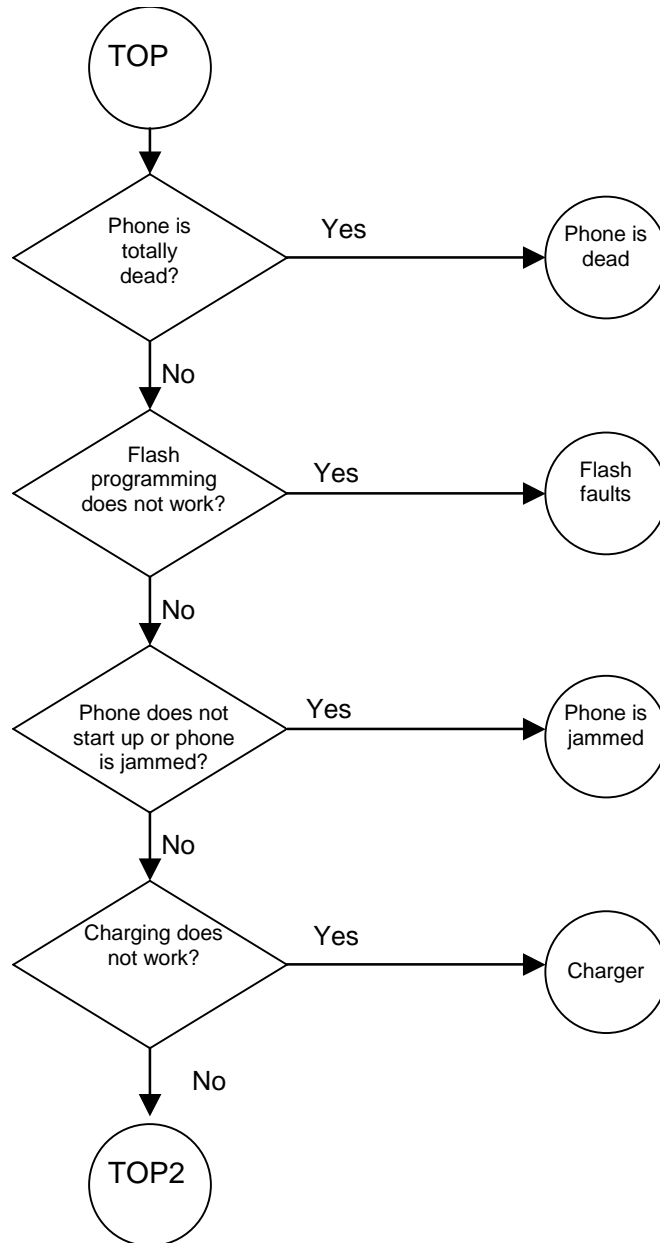 TOP
Phone is
totally
dead?
Yes
Phone is
dead
No
Flash
programming
does not work?
Yes
Flash
faults
No
Phone does not
start up or phone
is jammed?
Yes
Phone is
jammed
No
Charging does
not work?
Yes
Charger
No
TOP2